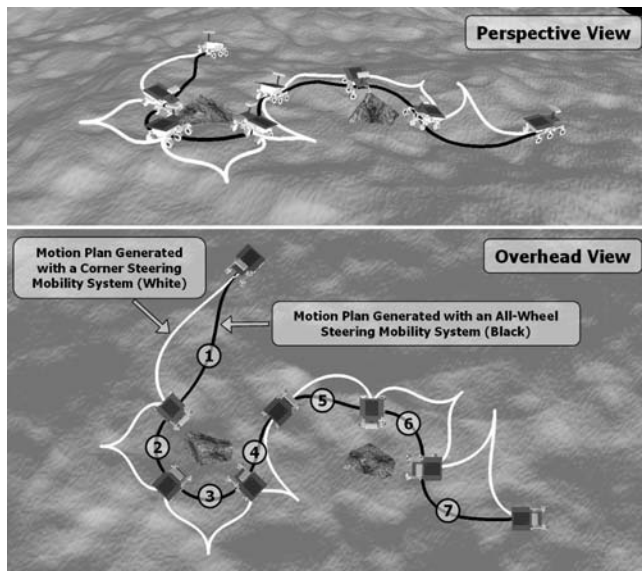 Perspective View
Motion Plan Generated
with a Corner Steering
Mobility System (White)
Overhead View
Motion Plan Generated with an All-Wheel
Steering Mobility System (Black)
1
2
3
4
5
6
7